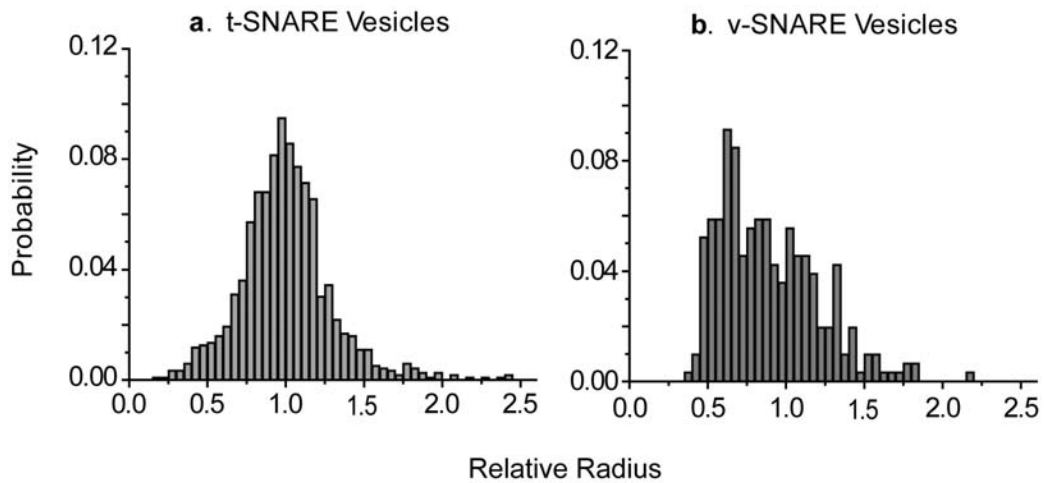 a. t-SNARE Vesicles
b. v-SNARE Vesicles
Probability
0.12
0.08
0.04
0.00
0.0 0.5 1.0 1.5 2.0 2.5
0.12
0.08
0.04
0.00
0.0 0.5 1.0 1.5 2.0 2.5
Relative Radius